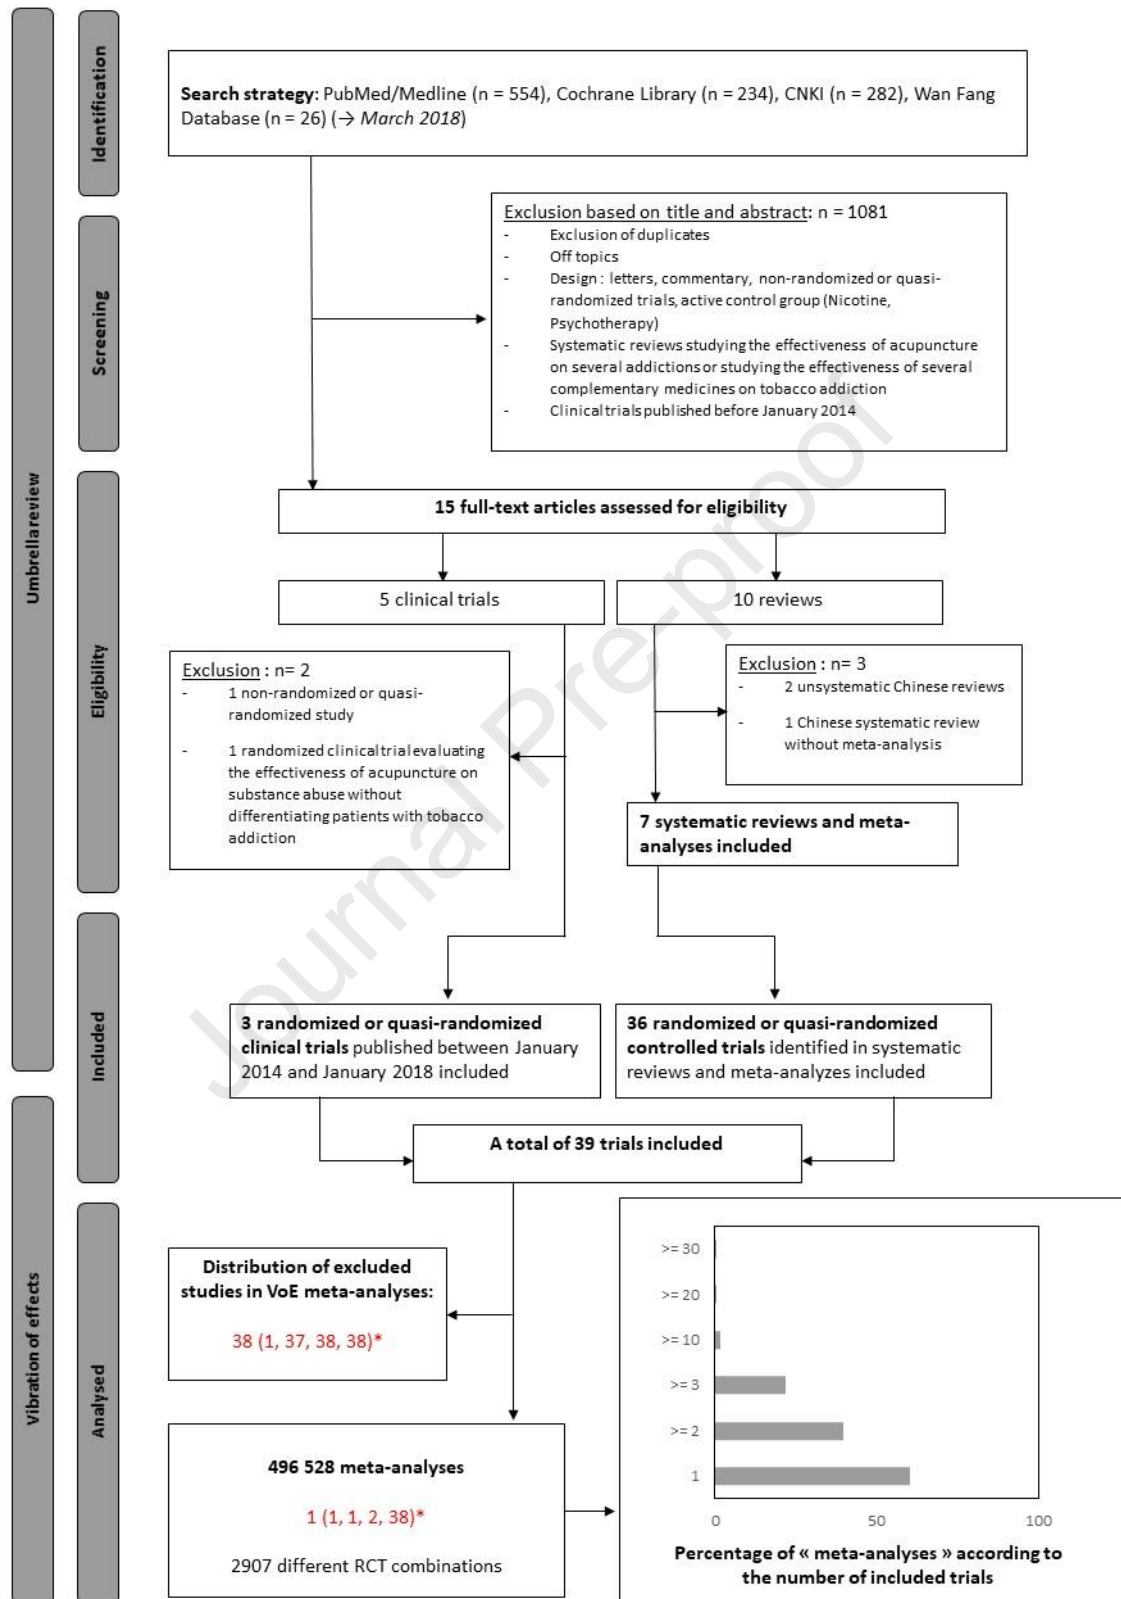 Umbrella review
Vibration of effects
Identification
Screening
Eligibility
Included
Analysed
Search strategy: PubMed/Medline (n = 554), Cochrane Library (n = 234), CNKI (n = 282), Wan Fang
Database (n = 26) (→ March 2018)
Exclusion based on title and abstract: n = 1081
- Exclusion of duplicates
- Off topics
- Design : letters, commentary, non-randomized or quasi-
randomized trials, active control group (Nicotine,
Psychotherapy)
- Systematic reviews studying the effectiveness of acupuncture
on several addictions or studying the effectiveness of several
complementary medicines on tobacco addiction
- Clinical trials published before January 2014
15 full-text articles assessed for eligibility
5 clinical trials
10 reviews
Exclusion : n= 2
- 1 non-randomized or quasi-
randomized study
- 1 randomized clinical trial evaluating
the effectiveness of acupuncture on
substance abuse without
differentiating patients with tobacco
addiction
Exclusion : n= 3
- 2 unsystematic Chinese reviews
- 1 Chinese systematic review
without meta-analysis
7 systematic reviews and meta-
analyses included
3 randomized or quasi-randomized
clinical trials published between January
2014 and January 2018 included
36 randomized or quasi-randomized
controlled trials identified in systematic
reviews and meta-analyzes included
A total of 39 trials included
Distribution of excluded
studies in VoE meta-analyses:
38 (1, 37, 38, 38)*
496 528 meta-analyses
1 (1, 1, 2, 38)*
2907 different RCT combinations
>= 30
>= 20
>= 10
>= 3
>= 2
1
0 50 100
Percentage of « meta-analyses » according to
the number of included trials
Journal Pre-proof